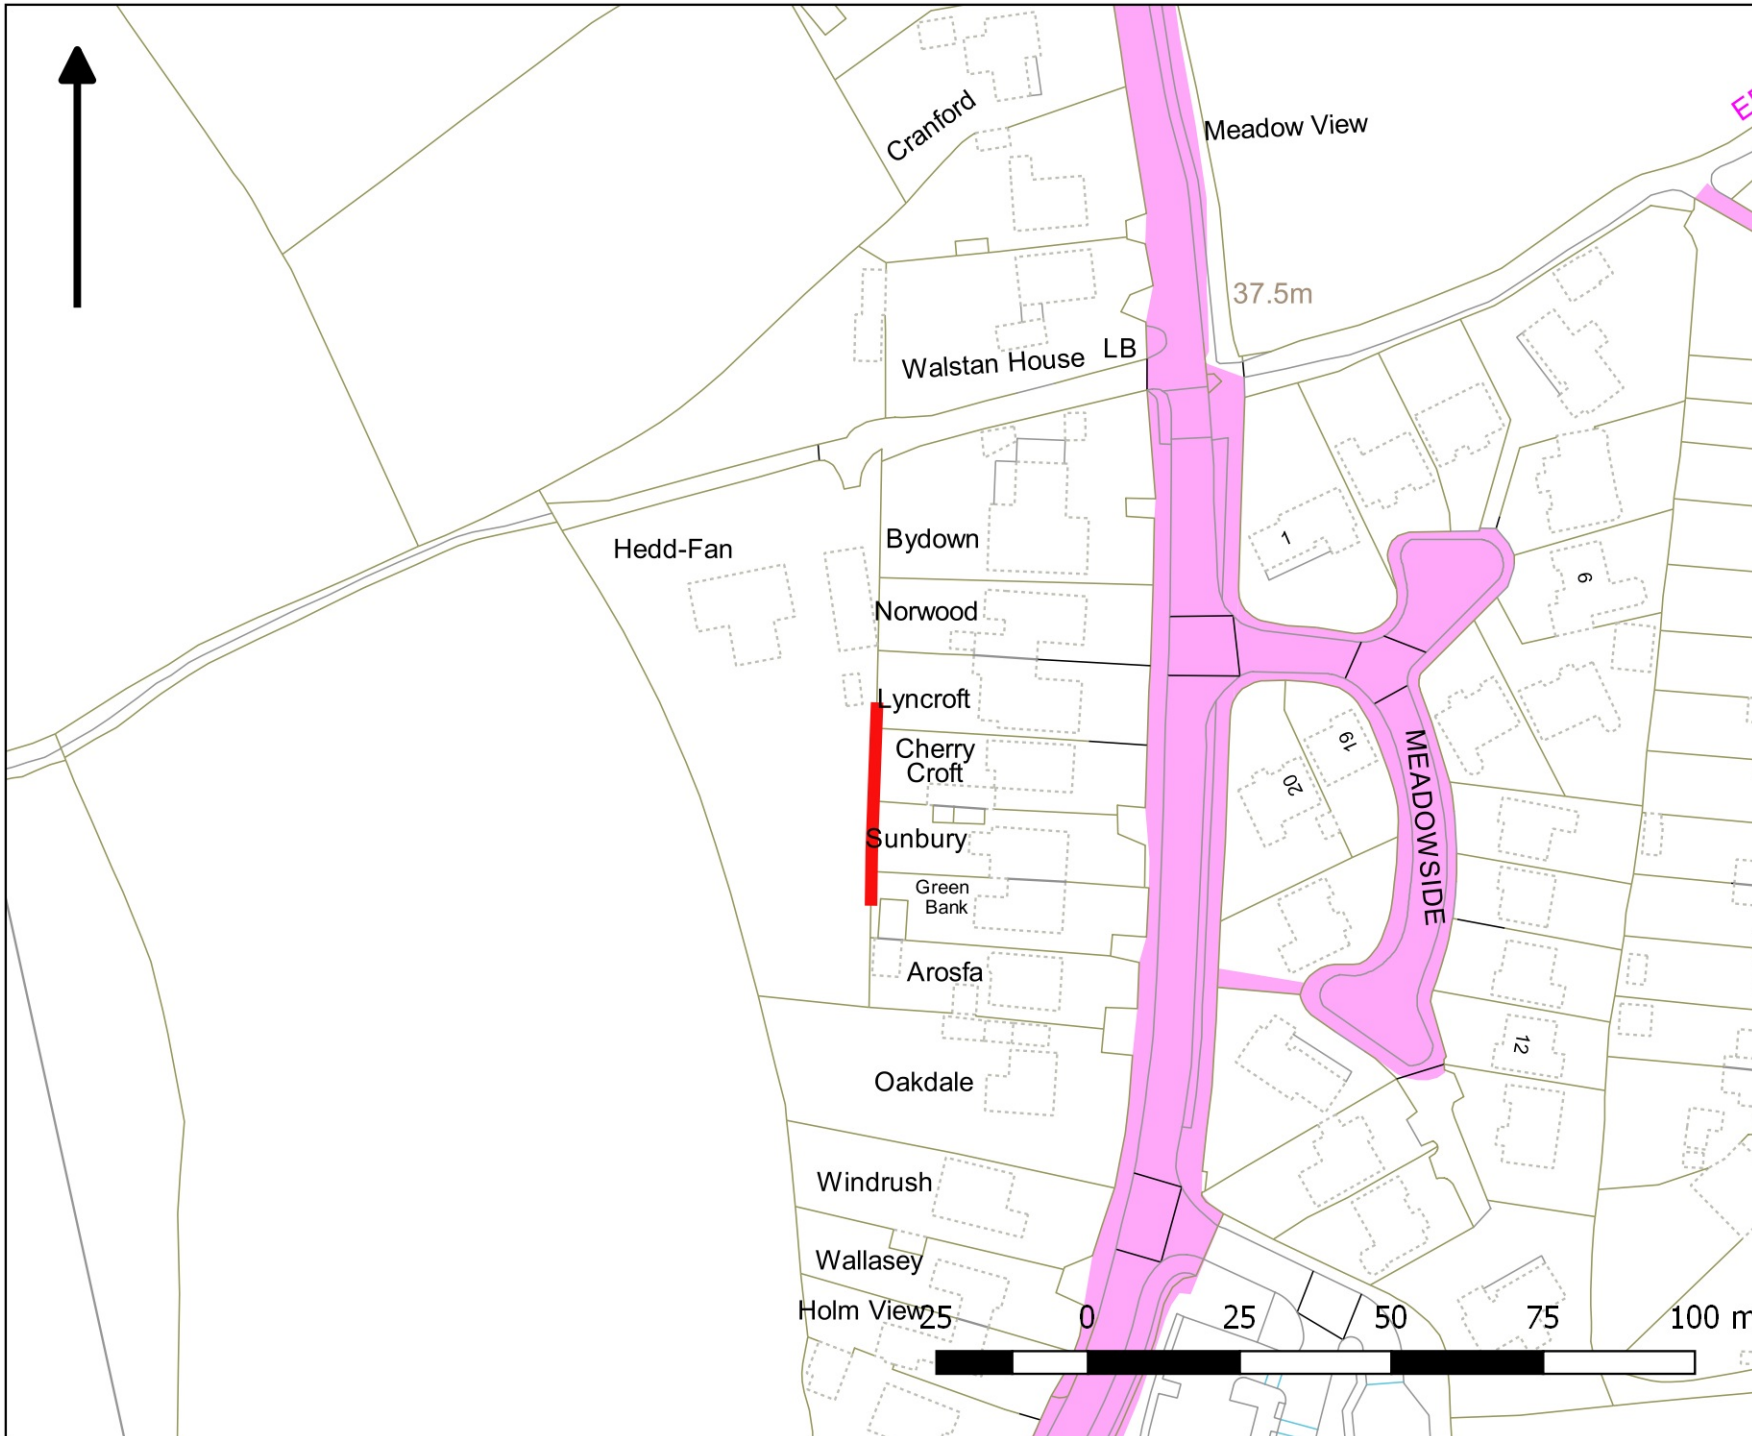 Cranford
Meadow View
37.5m
LB
Walstan House
Hedd-Fan
Bydown
1
6
Norwood
Lyncroft
Cherry
Croft
19
20
MEADOWSIDE
Sunbury
Green
Bank
Arosfa
12
Oakdale
Windrush
Wallasey
Holm View
25 0 25 50 75 100 m